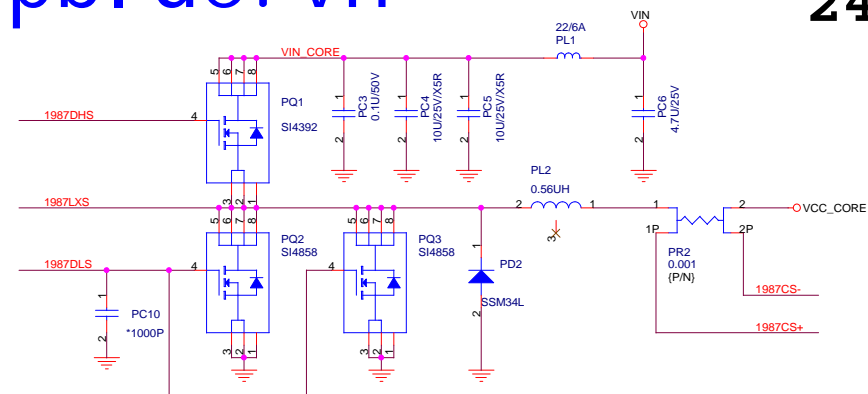 24
VIN
22/6A
PL1
VIN_CORE
5 6 7 8
PQ1
SI4392
4
3 2 1
1987DHS
1
PC3
0.1U/50V
2
1
PC4
10U/25V/X5R
2
1
PC5
10U/25V/X5R
2
1
PC6
4.7U/25V
2
PL2
0.56UH
2
1
3
1987LXS
1
2
VCC_CORE
1P
2P
PR2
0.001
{P/N}
5 6 7 8
PQ2
SI4858
4
3 2 1
5 6 7 8
PQ3
SI4858
4
3 2 1
1
PD2
SSM34L
2
1987DLS
1
PC10
*1000P
2
1987CS-
1987CS+